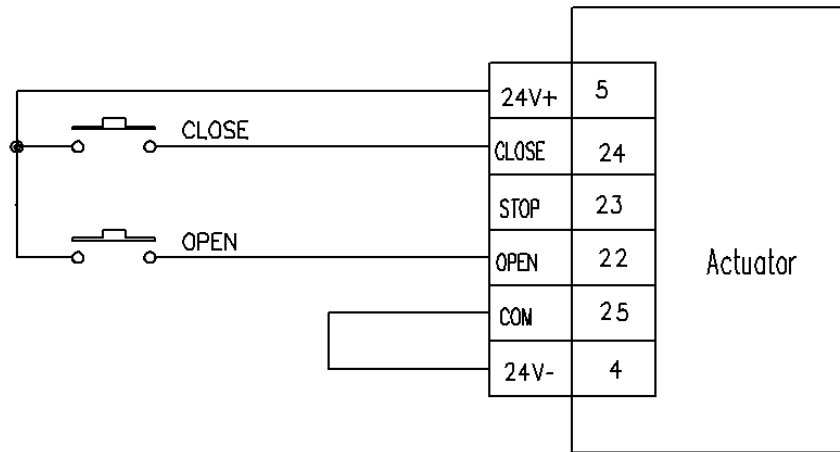 24V+ 5
CLOSE
CLOSE 24
STOP 23
OPEN
OPEN 22
Actuator
COM 25
24V- 4